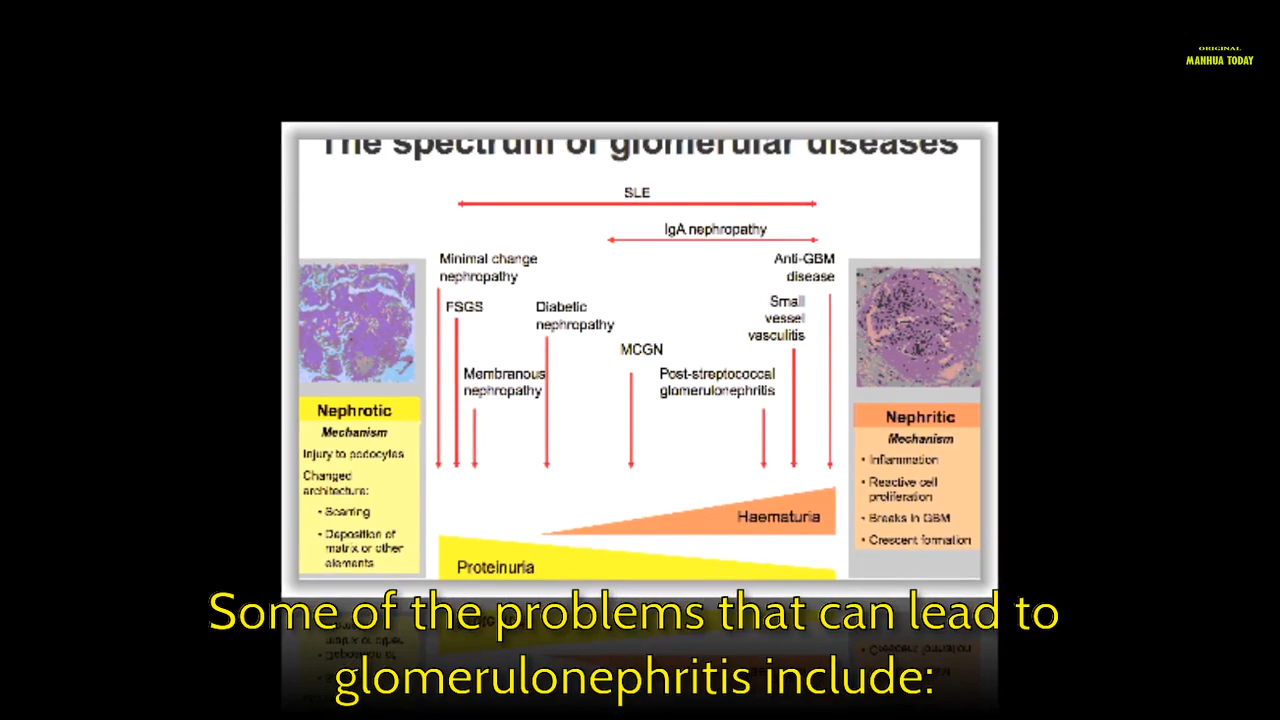 ORIGINAL
MANHUA TODAY
The spectrum of glomerular diseases
SLE
IgA nephropathy
Minimal change
nephropathy
Anti-GBM
disease
FSGS
Diabetic
nephropathy
Small
vessel
vasculitis
MCGN
Membranous
nephropathy
Post-streptococcal
glomerulonephritis
Nephrotic
Mechanism
Injury to podocytes
Changed
architecture:
• Scarring
• Deposition of
matrix or other
elements
Nephritic
Mechanism
• Inflammation
• Reactive cell
proliferation
• Breaks in GBM
• Crescent formation
Haematuria
Proteinuria
Some of the problems that can lead to
glomerulonephritis include: